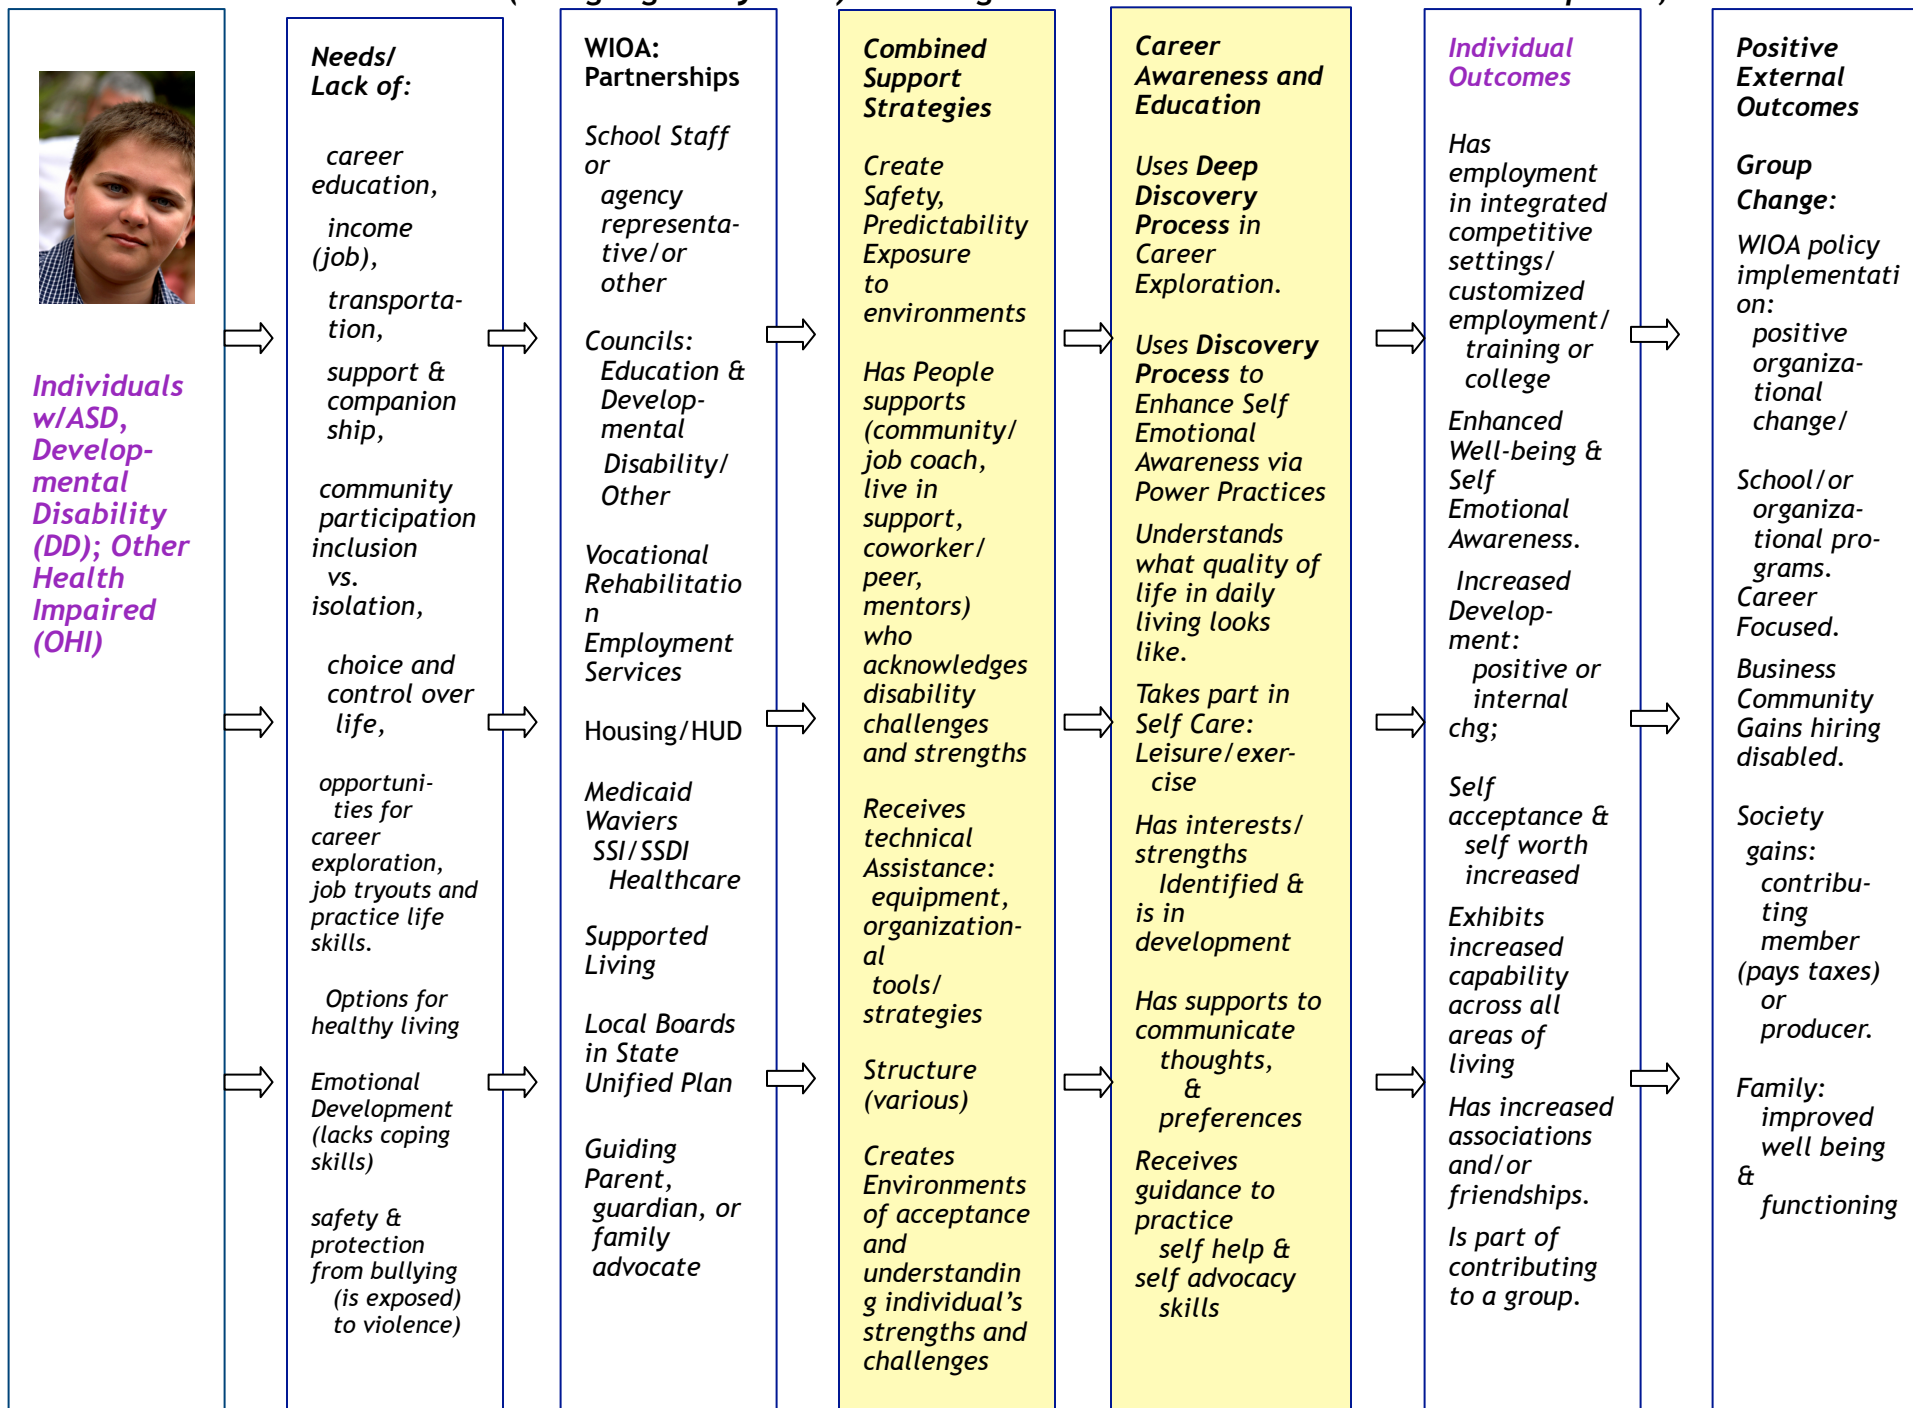 Individuals
w/ASD,
Develop-
mental
Disability
(DD); Other
Health
Impaired
(OHI)
Needs/
Lack of:
career
education,
income
(job),
transporta-
tion,
support &
companion
ship,
community
participation
inclusion
vs.
isolation,
choice and
control over
life,
opportuni-
ties for
career
exploration,
job tryouts and
practice life
skills.
Options for
healthy living
Emotional
Development
(lacks coping
skills)
safety &
protection
from bullying
(is exposed)
to violence)
WIOA:
Partnerships
School Staff
or
agency
representa-
tive/or
other
Councils:
Education &
Develop-
mental
Disability/
Other
Vocational
Rehabilitatio
n
Employment
Services
Housing/HUD
Medicaid
Waviers
SSI/SSDI
Healthcare
Supported
Living
Local Boards
in State
Unified Plan
Guiding
Parent,
guardian, or
family
advocate
Combined
Support
Strategies
Create
Safety,
Predictability
Exposure
to
environments
Has People
supports
(community/
job coach,
live in
support,
coworker/
peer,
mentors)
who
acknowledges
disability
challenges
and strengths
Receives
technical
Assistance:
equipment,
organization-
al
tools/
strategies
Structure
(various)
Creates
Environments
of acceptance
and
understandin
g individual’s
strengths and
challenges
Career
Awareness and
Education
Uses Deep
Discovery
Process in
Career
Exploration.
Uses Discovery
Process to
Enhance Self
Emotional
Awareness via
Power Practices
Understands
what quality of
life in daily
living looks
like.
Takes part in
Self Care:
Leisure/exer-
cise
Has interests/
strengths
Identified &
is in
development
Has supports to
communicate
thoughts,
&
preferences
Receives
guidance to
practice
self help &
self advocacy
skills
Individual
Outcomes
Has
employment
in integrated
competitive
settings/
customized
employment/
training or
college
Enhanced
Well-being &
Self
Emotional
Awareness.
Increased
Develop-
ment:
positive or
internal
chg;
Self
acceptance &
self worth
increased
Exhibits
increased
capability
across all
areas of
living
Has increased
associations
and/or
friendships.
Is part of
contributing
to a group.
Positive
External
Outcomes
Group
Change:
WIOA policy
implementati
on:
positive
organiza-
tional
change/
School/or
organiza-
tional pro-
grams.
Career
Focused.
Business
Community
Gains hiring
disabled.
Society
gains:
contribu-
ting
member
(pays taxes)
or
producer.
Family:
improved
well being
&
functioning